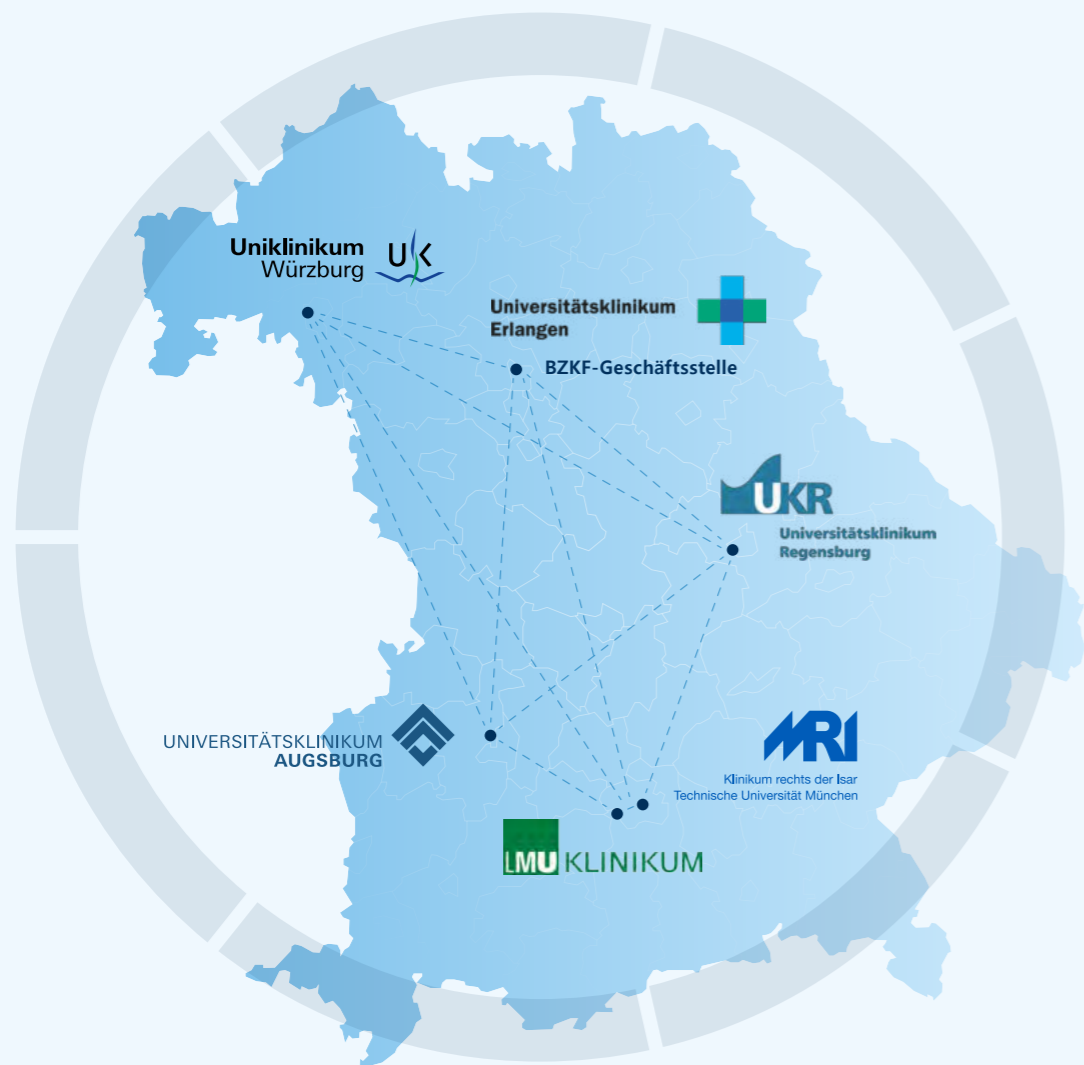 Uniklinikum
Würzburg
UK
Universitätsklinikum
Erlangen
BZKF-Geschäftsstelle
UKR
Universitätsklinikum
Regensburg
UNIVERSITÄTSKLINIKUM
AUGSBURG
MRI
Klinikum rechts der Isar
Technische Universität München
LMU KLINIKUM